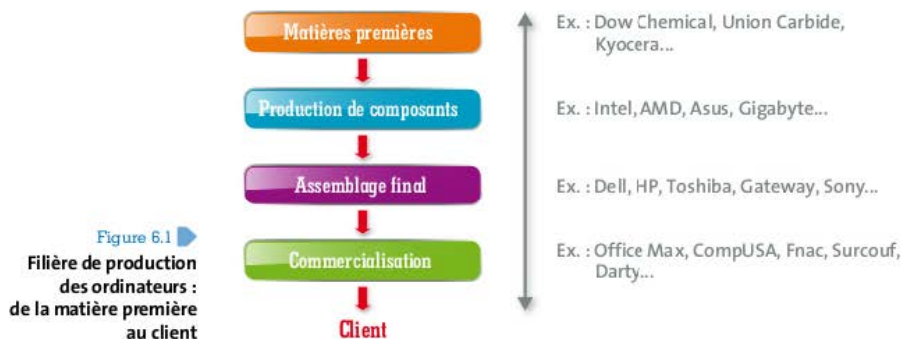 Matières premières
Ex. : Dow Chemical, Union Carbide,
Kyocera...
Production de composants
Ex. : Intel, AMD, Asus, Gigabyte...
Assemblage final
Ex. : Dell, HP, Toshiba, Gateway, Sony...
Commercialisation
Ex. : Office Max, CompUSA, Fnac, Surcouf,
Darty...
Client
Figure 6.1
Filière de production
des ordinateurs :
de la matière première
au client